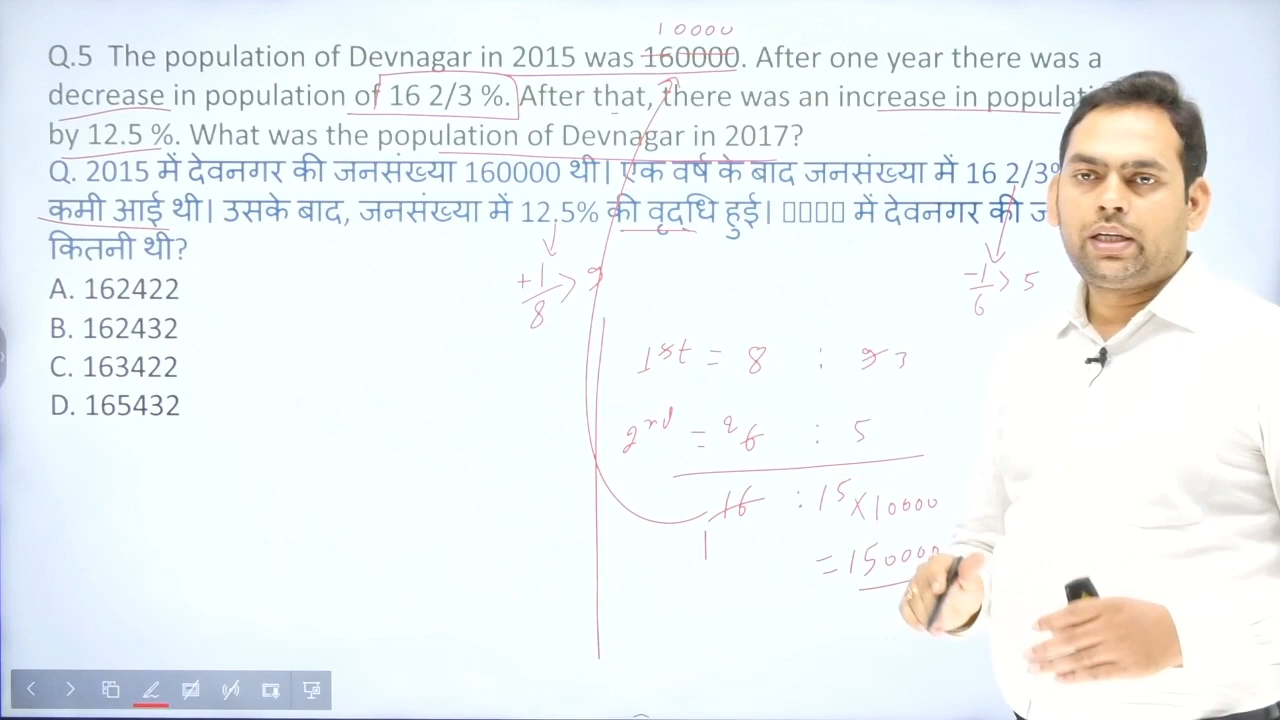 10000
Q.5 The population of Devnagar in 2015 was 160000. After one year there was a
decrease in population of 16 2/3 %. After that, there was an increase in populat
by 12.5 %. What was the population of Devnagar in 2017?
Q. 2015 में देवनगर की जनसंख्या 160000 थी। एक वर्ष के बाद जनसंख्या में 16 2/3%
कमी आई थी। उसके बाद, जनसंख्या में 12.5% की वृद्धि हुई। ▯▯▯▯ में देवनगर की ज
कितनी थी?
A. 162422
B. 162432
C. 163422
D. 165432
+1/8 > 9
-1/6 > 5
1st = 8 : 9 3
2nd = 2 6 : 5
16 : 15 x 10000
1
= 150000